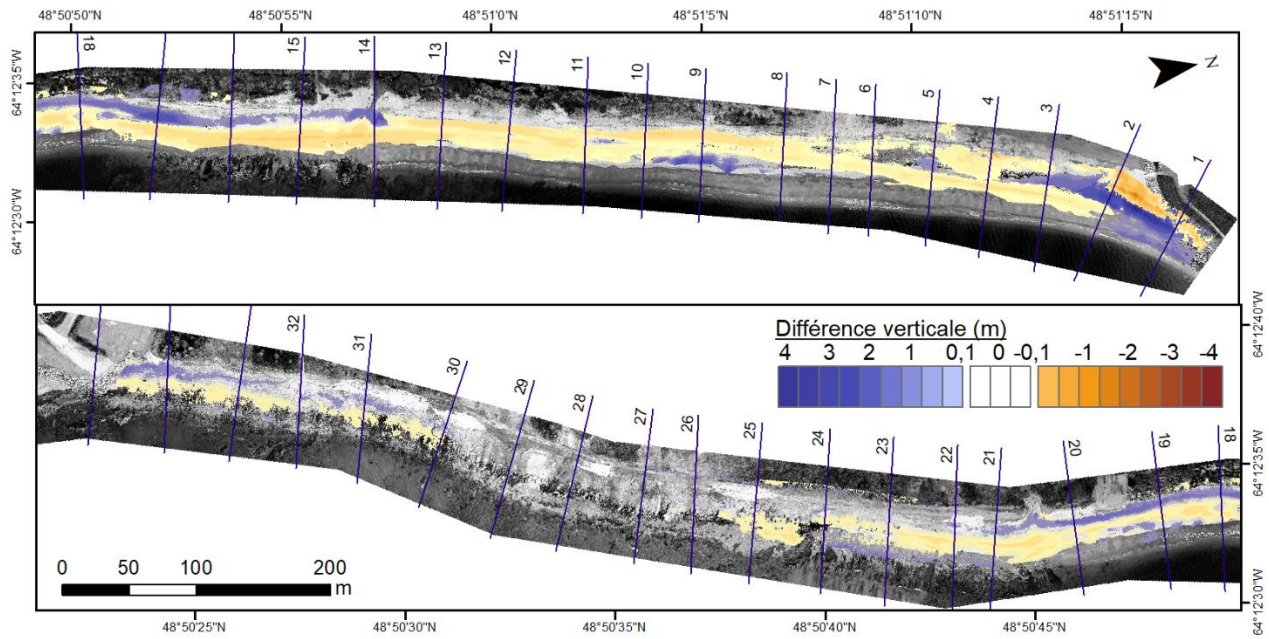 48°50'50"N 48°50'55"N 48°51'0"N 48°51'5"N 48°51'10"N 48°51'15"N
64°12'35"W
64°12'30"W
18 15 14 13 12 11 10 9 8 7 6 5 4 3 2 1
N
32 31 30 29 28 27 26 25 24 23 22 21 20 19 18
Différence verticale (m)
4 3 2 1 0,1 0 -0,1 -1 -2 -3 -4
64°12'40"W
64°12'35"W
64°12'30"W
0 50 100 200
m
48°50'25"N 48°50'30"N 48°50'35"N 48°50'40"N 48°50'45"N